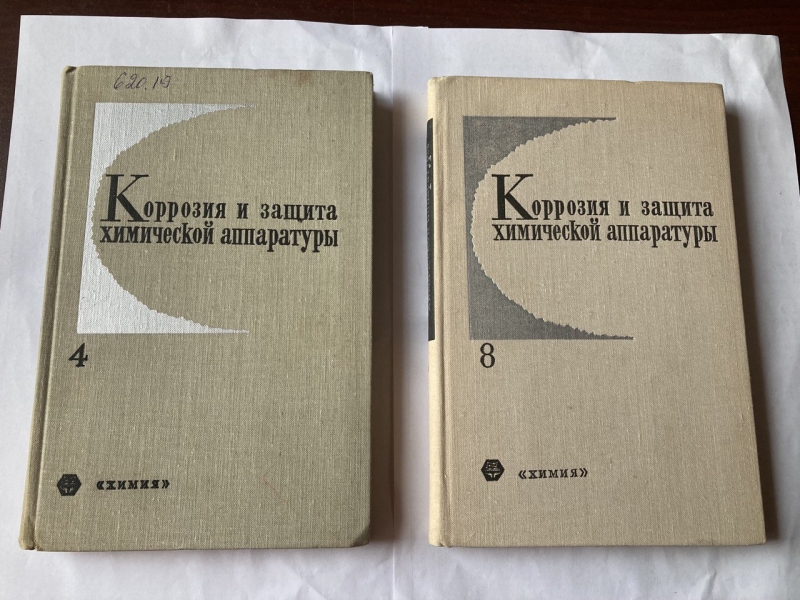 620.19
Коррозия и защита
химической аппаратуры
4
«ХИМИЯ»
Коррозия и защита
химической аппаратуры
8
«ХИМИЯ»